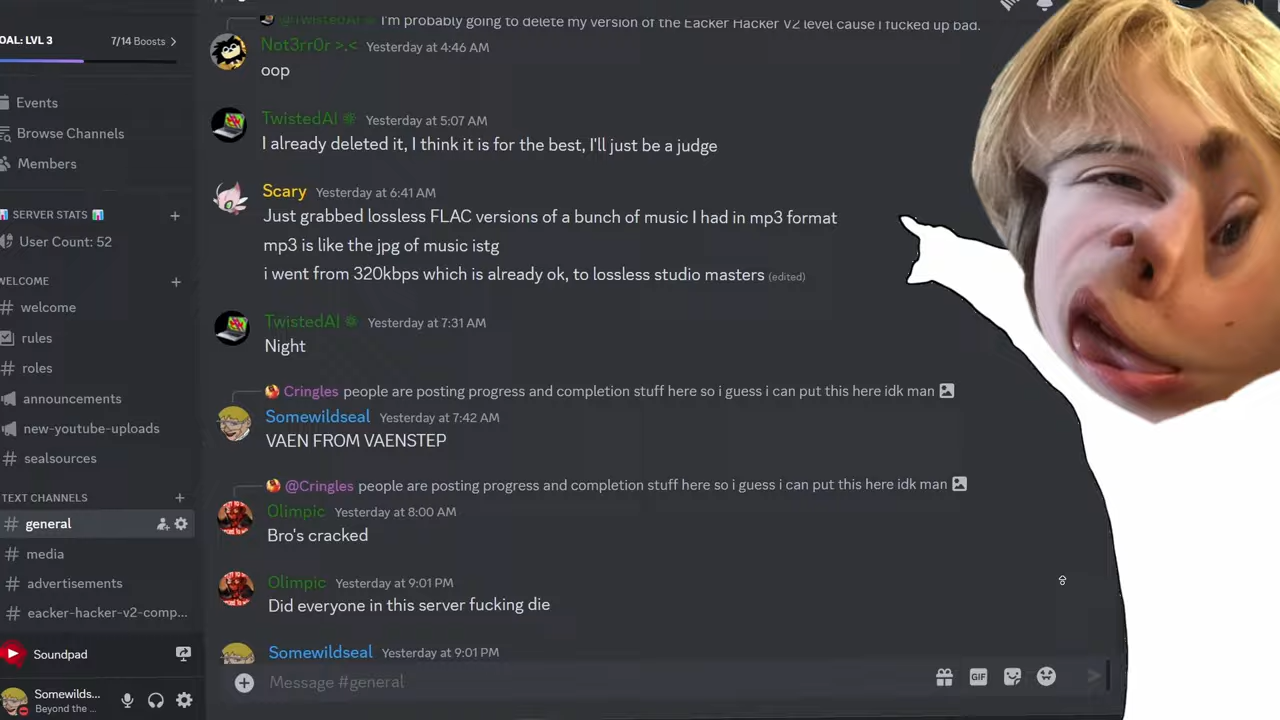 OAL: LVL 3
7/14 Boosts
Events
Browse Channels
Members
SERVER STATS
User Count: 52
WELCOME
welcome
rules
roles
announcements
new-youtube-uploads
sealsources
TEXT CHANNELS
general
media
advertisements
eacker-hacker-v2-comp...
Soundpad
Somewilds...
Beyond the ...
@TwistedAI I'm probably going to delete my version of the Eacker Hacker V2 level cause I fucked up bad.
Not3rr0r >.< Yesterday at 4:46 AM
oop
TwistedAI Yesterday at 5:07 AM
I already deleted it, I think it is for the best, I'll just be a judge
Scary Yesterday at 6:41 AM
Just grabbed lossless FLAC versions of a bunch of music I had in mp3 format
mp3 is like the jpg of music istg
i went from 320kbps which is already ok, to lossless studio masters (edited)
TwistedAI Yesterday at 7:31 AM
Night
Cringles people are posting progress and completion stuff here so i guess i can put this here idk man
Somewildseal Yesterday at 7:42 AM
VAEN FROM VAENSTEP
@Cringles people are posting progress and completion stuff here so i guess i can put this here idk man
Olimpic Yesterday at 8:00 AM
Bro's cracked
Olimpic Yesterday at 9:01 PM
Did everyone in this server fucking die
Somewildseal Yesterday at 9:01 PM
Message #general
GIF